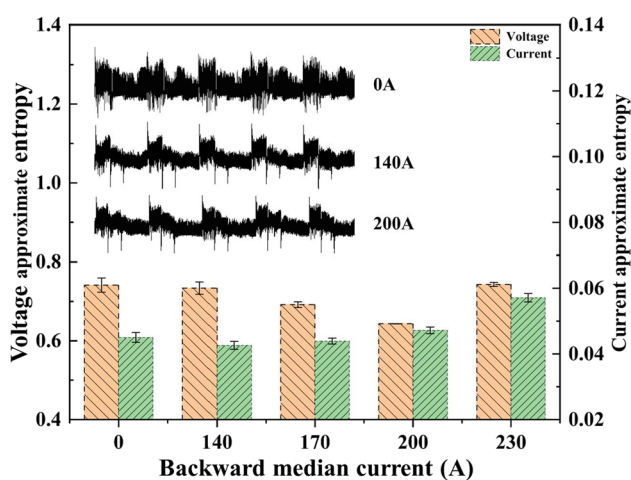 Voltage approximate entropy
1.4
1.2
1.0
0.8
0.6
0.4
0A
140A
200A
Voltage
Current
0.14
0.12
0.10
0.08
0.06
0.04
0.02
Current approximate entropy
0 140 170 200 230
Backward median current (A)